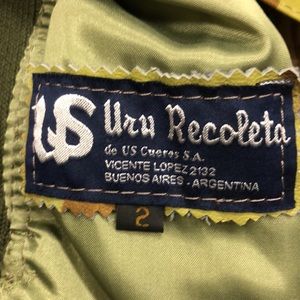 US Uru Recoleta
de US Cueros S.A.
VICENTE LOPEZ 2132
BUENOS AIRES - ARGENTINA
2